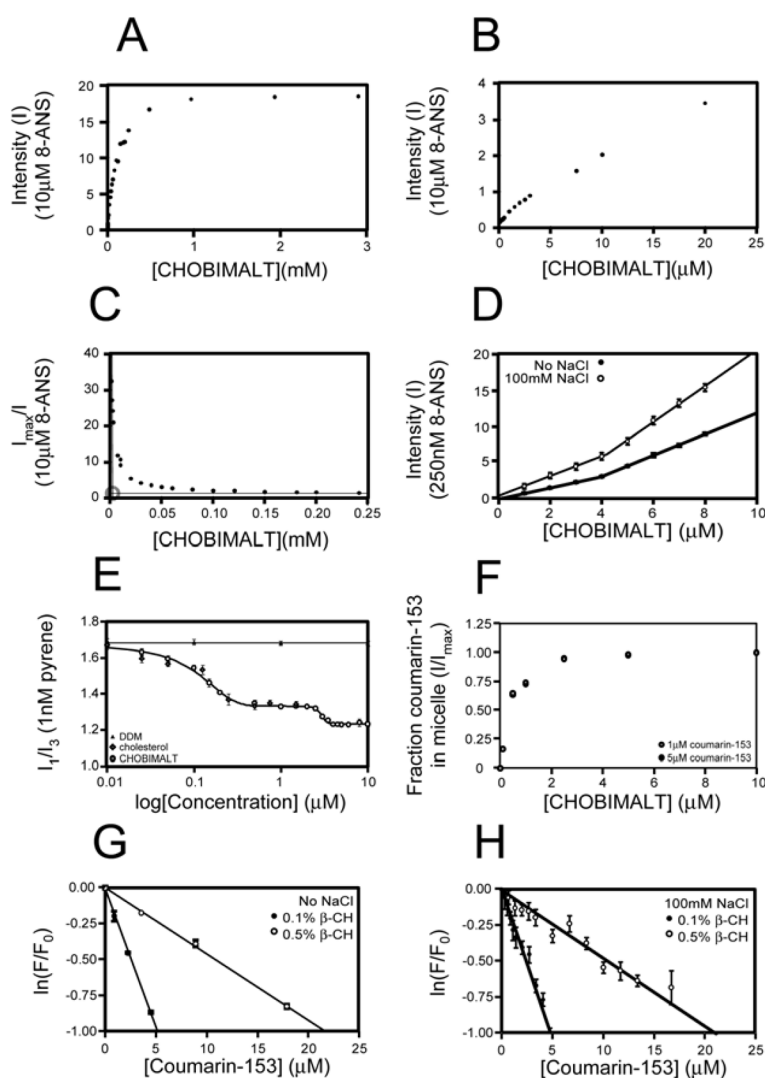 A
Intensity (I)
(10µM 8-ANS)
20
15
10
5
0
0
1
2
3
[CHOBIMALT](mM)
B
Intensity (I)
(10µM 8-ANS)
4
3
2
1
0
0
5
10
15
20
25
[CHOBIMALT](µM)
C
Imax/I
(10µM 8-ANS)
40
30
20
10
0
0
0.05
0.10
0.15
0.20
0.25
[CHOBIMALT](mM)
D
Intensity (I)
(250nM 8-ANS)
No NaCl
100mM NaCl
20
15
10
5
0
0
2
4
6
8
10
[CHOBIMALT] (µM)
E
I1/I3 (1nM pyrene)
1.8
1.6
1.4
1.2
1.0
DDM
cholesterol
CHOBIMALT
0.01
0.1
1
10
log[Concentration] (µM)
F
Fraction coumarin-153
in micelle (I/Imax)
1.25
1.00
0.75
0.50
0.25
0
1µM coumarin-153
5µM coumarin-153
0
2
4
6
8
10
[CHOBIMALT] (µM)
G
ln(F/F0)
0.00
-0.25
-0.50
-0.75
-1.00
No NaCl
0.1% β-CH
0.5% β-CH
0
5
10
15
20
25
[Coumarin-153] (µM)
H
ln(F/F0)
0.00
-0.25
-0.50
-0.75
-1.00
100mM NaCl
0.1% β-CH
0.5% β-CH
0
5
10
15
20
25
[Coumarin-153] (µM)